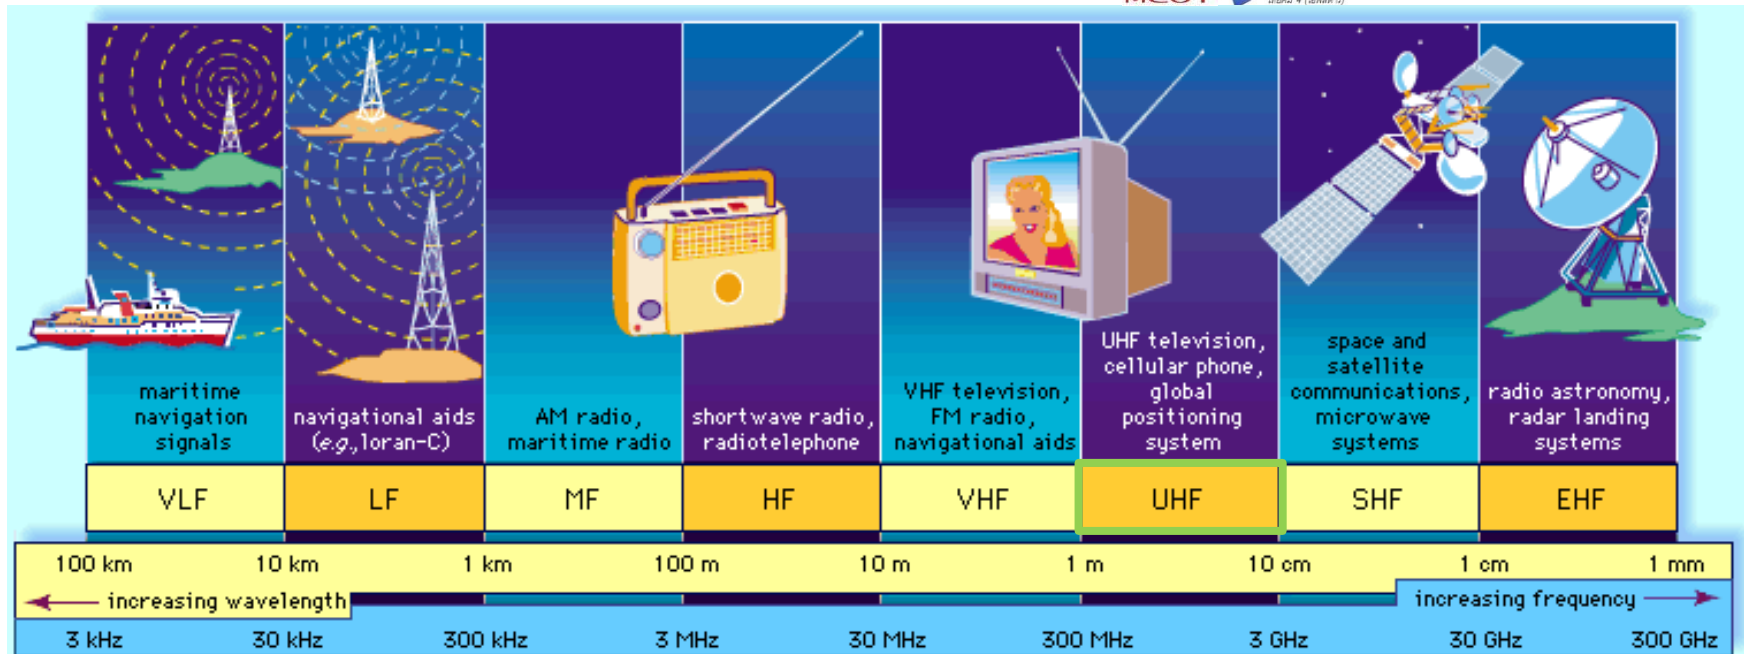 maritime
navigation
signals
navigational aids
(e.g.,loran-C)
AM radio,
maritime radio
shortwave radio,
radiotelephone
VHF television,
FM radio,
navigational aids
UHF television,
cellular phone,
global
positioning
system
space and
satellite
communications,
microwave
systems
radio astronomy,
radar landing
systems
VLF LF MF HF VHF UHF SHF EHF
100 km 10 km 1 km 100 m 10 m 1 m 10 cm 1 cm 1 mm
increasing wavelength increasing frequency
3 kHz 30 kHz 300 kHz 3 MHz 30 MHz 300 MHz 3 GHz 30 GHz 300 GHz